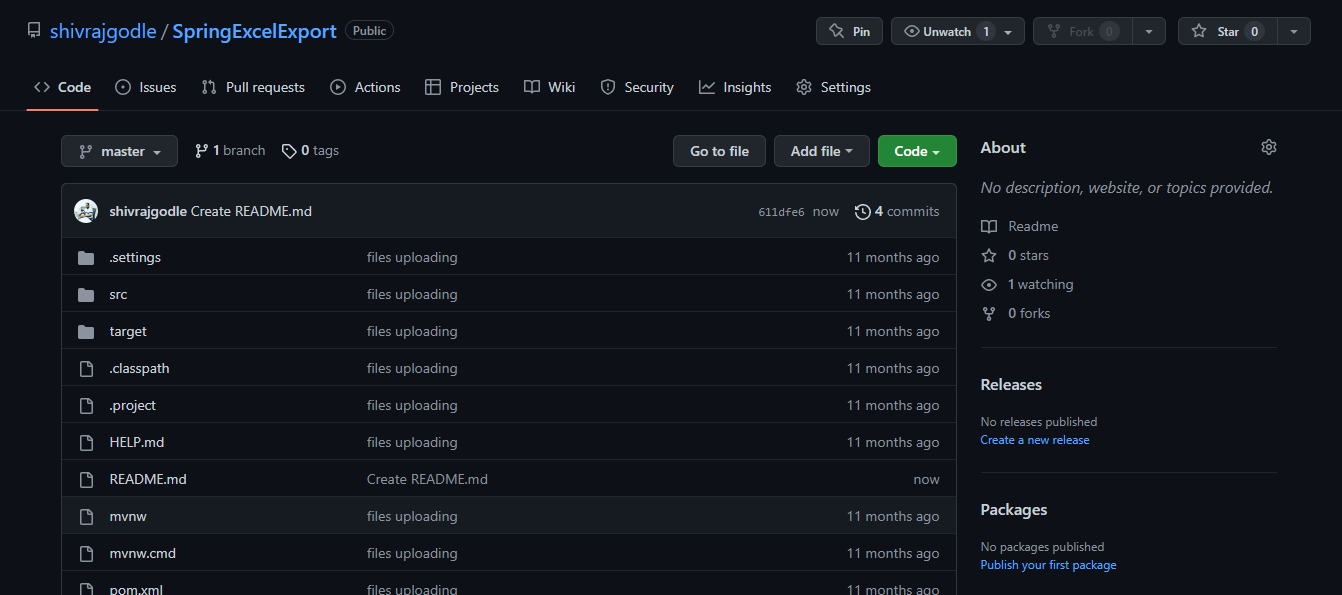 shivrajgodle / SpringExcelExport Public Pin Unwatch 1 Fork 0 Star 0
Code Issues Pull requests Actions Projects Wiki Insights Security Settings
master 1 branch 0 tags Go to file Add file Code
shivrajgodle Create README.md 611dfe6 now 4 commits
.settings files uploading 11 months ago
src files uploading 11 months ago
target files uploading 11 months ago
.classpath files uploading 11 months ago
.project files uploading 11 months ago
HELP.md files uploading 11 months ago
README.md Create README.md now
mvnw files uploading 11 months ago
mvnw.cmd files uploading 11 months ago
pom.xml files uploading 11 months ago
About
No description, website, or topics provided.
Readme
0 stars
1 watching
0 forks
Releases
No releases published
Create a new release
Packages
No packages published
Publish your first package